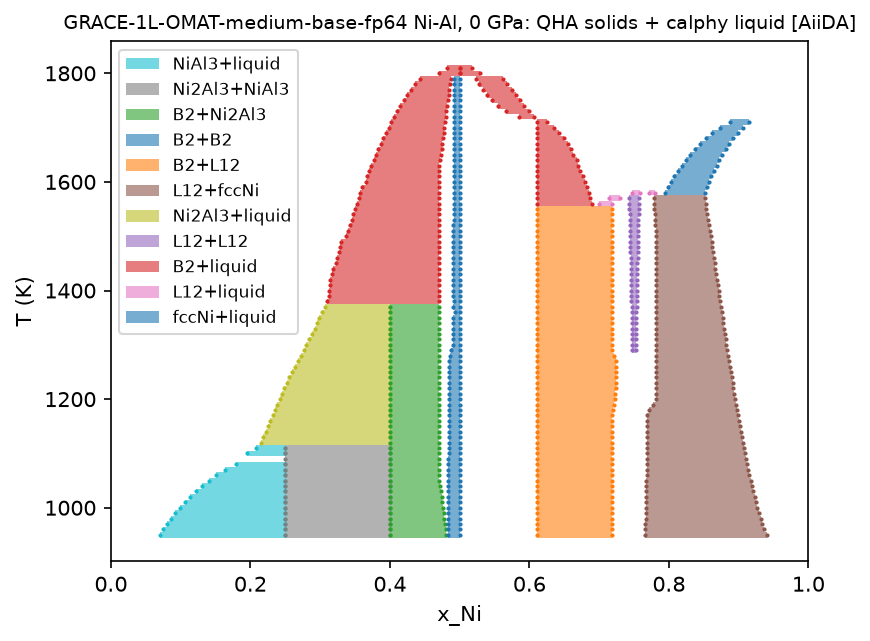 GRACE-1L-OMAT-medium-base-fp64 Ni-Al, 0 GPa: QHA solids + calphy liquid [AiiDA]
NiAl3+liquid
Ni2Al3+NiAl3
B2+Ni2Al3
B2+B2
B2+L12
L12+fccNi
Ni2Al3+liquid
L12+L12
B2+liquid
L12+liquid
fccNi+liquid
T (K)
1800
1600
1400
1200
1000
0.0 0.2 0.4 0.6 0.8 1.0
x_Ni